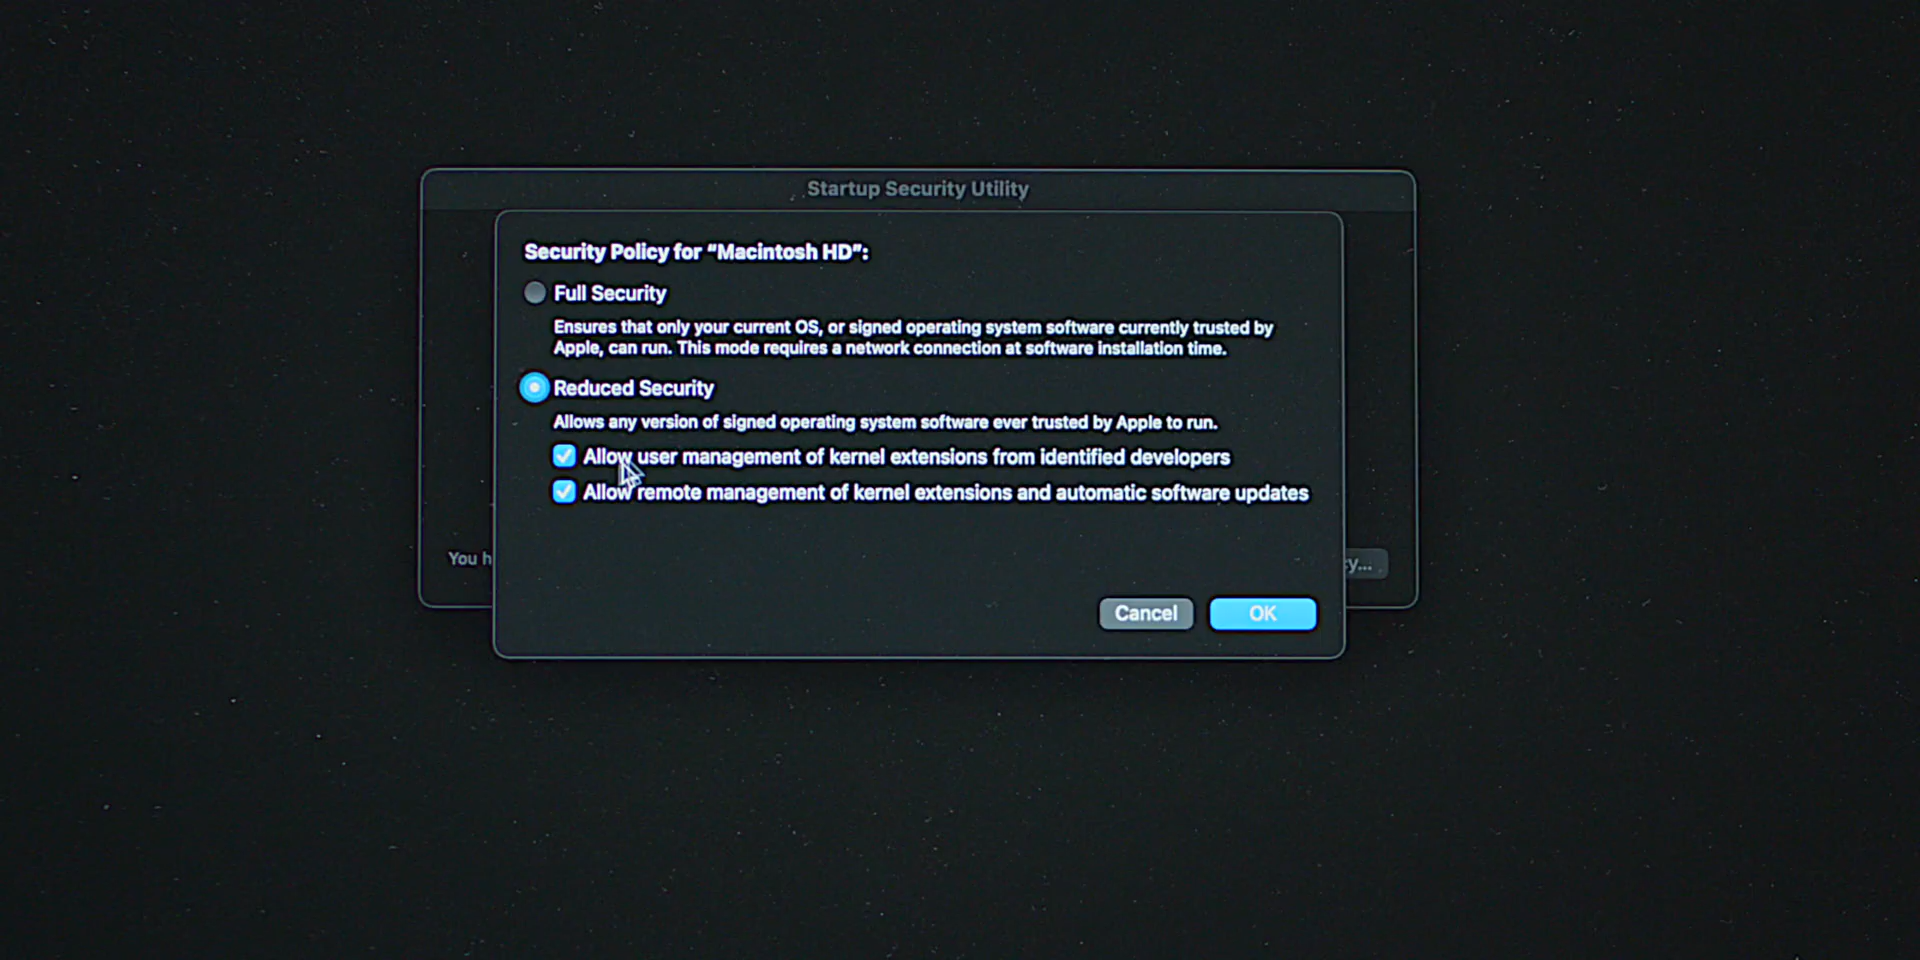 Startup Security Utility
Security Policy for “Macintosh HD”:
Full Security
Ensures that only your current OS, or signed operating system software currently trusted by
Apple, can run. This mode requires a network connection at software installation time.
Reduced Security
Allows any version of signed operating system software ever trusted by Apple to run.
Allow user management of kernel extensions from identified developers
Allow remote management of kernel extensions and automatic software updates
You h
y...
Cancel
OK